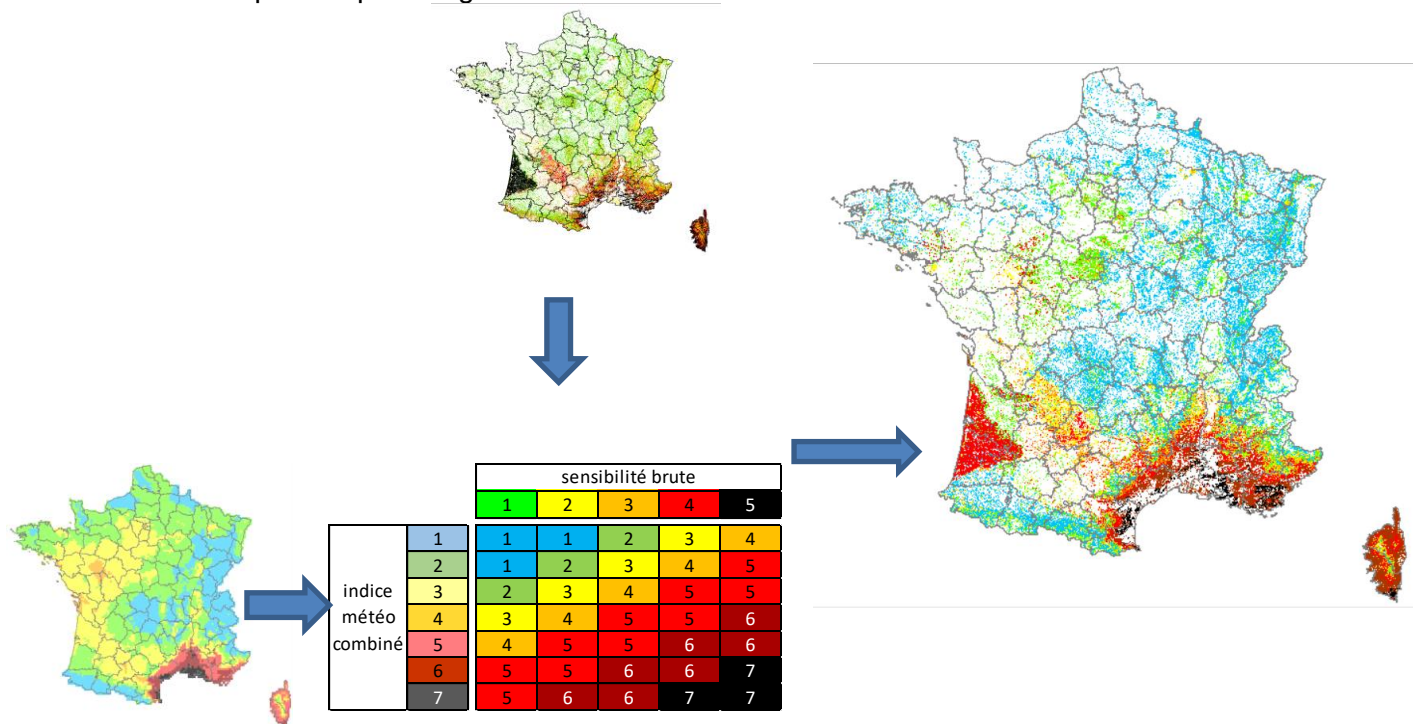 sensibilité brute
1 2 3 4 5
1 1 1 2 3 4
2 1 2 3 4 5
indice 3 2 3 4 5 5
météo 4 3 4 5 5 6
combiné 5 4 5 5 6 6
6 5 5 6 6 7
7 5 6 6 7 7